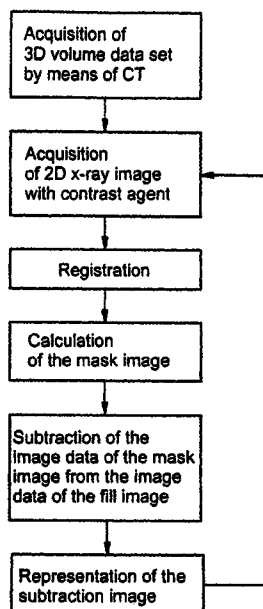 Acquisition of
3D volume data set
by means of CT
Acquisition
of 2D x-ray image
with contrast agent
Registration
Calculation
of the mask image
Subtraction of the
image data of the mask
image from the image
data of the fill image
Representation of the
subtraction image